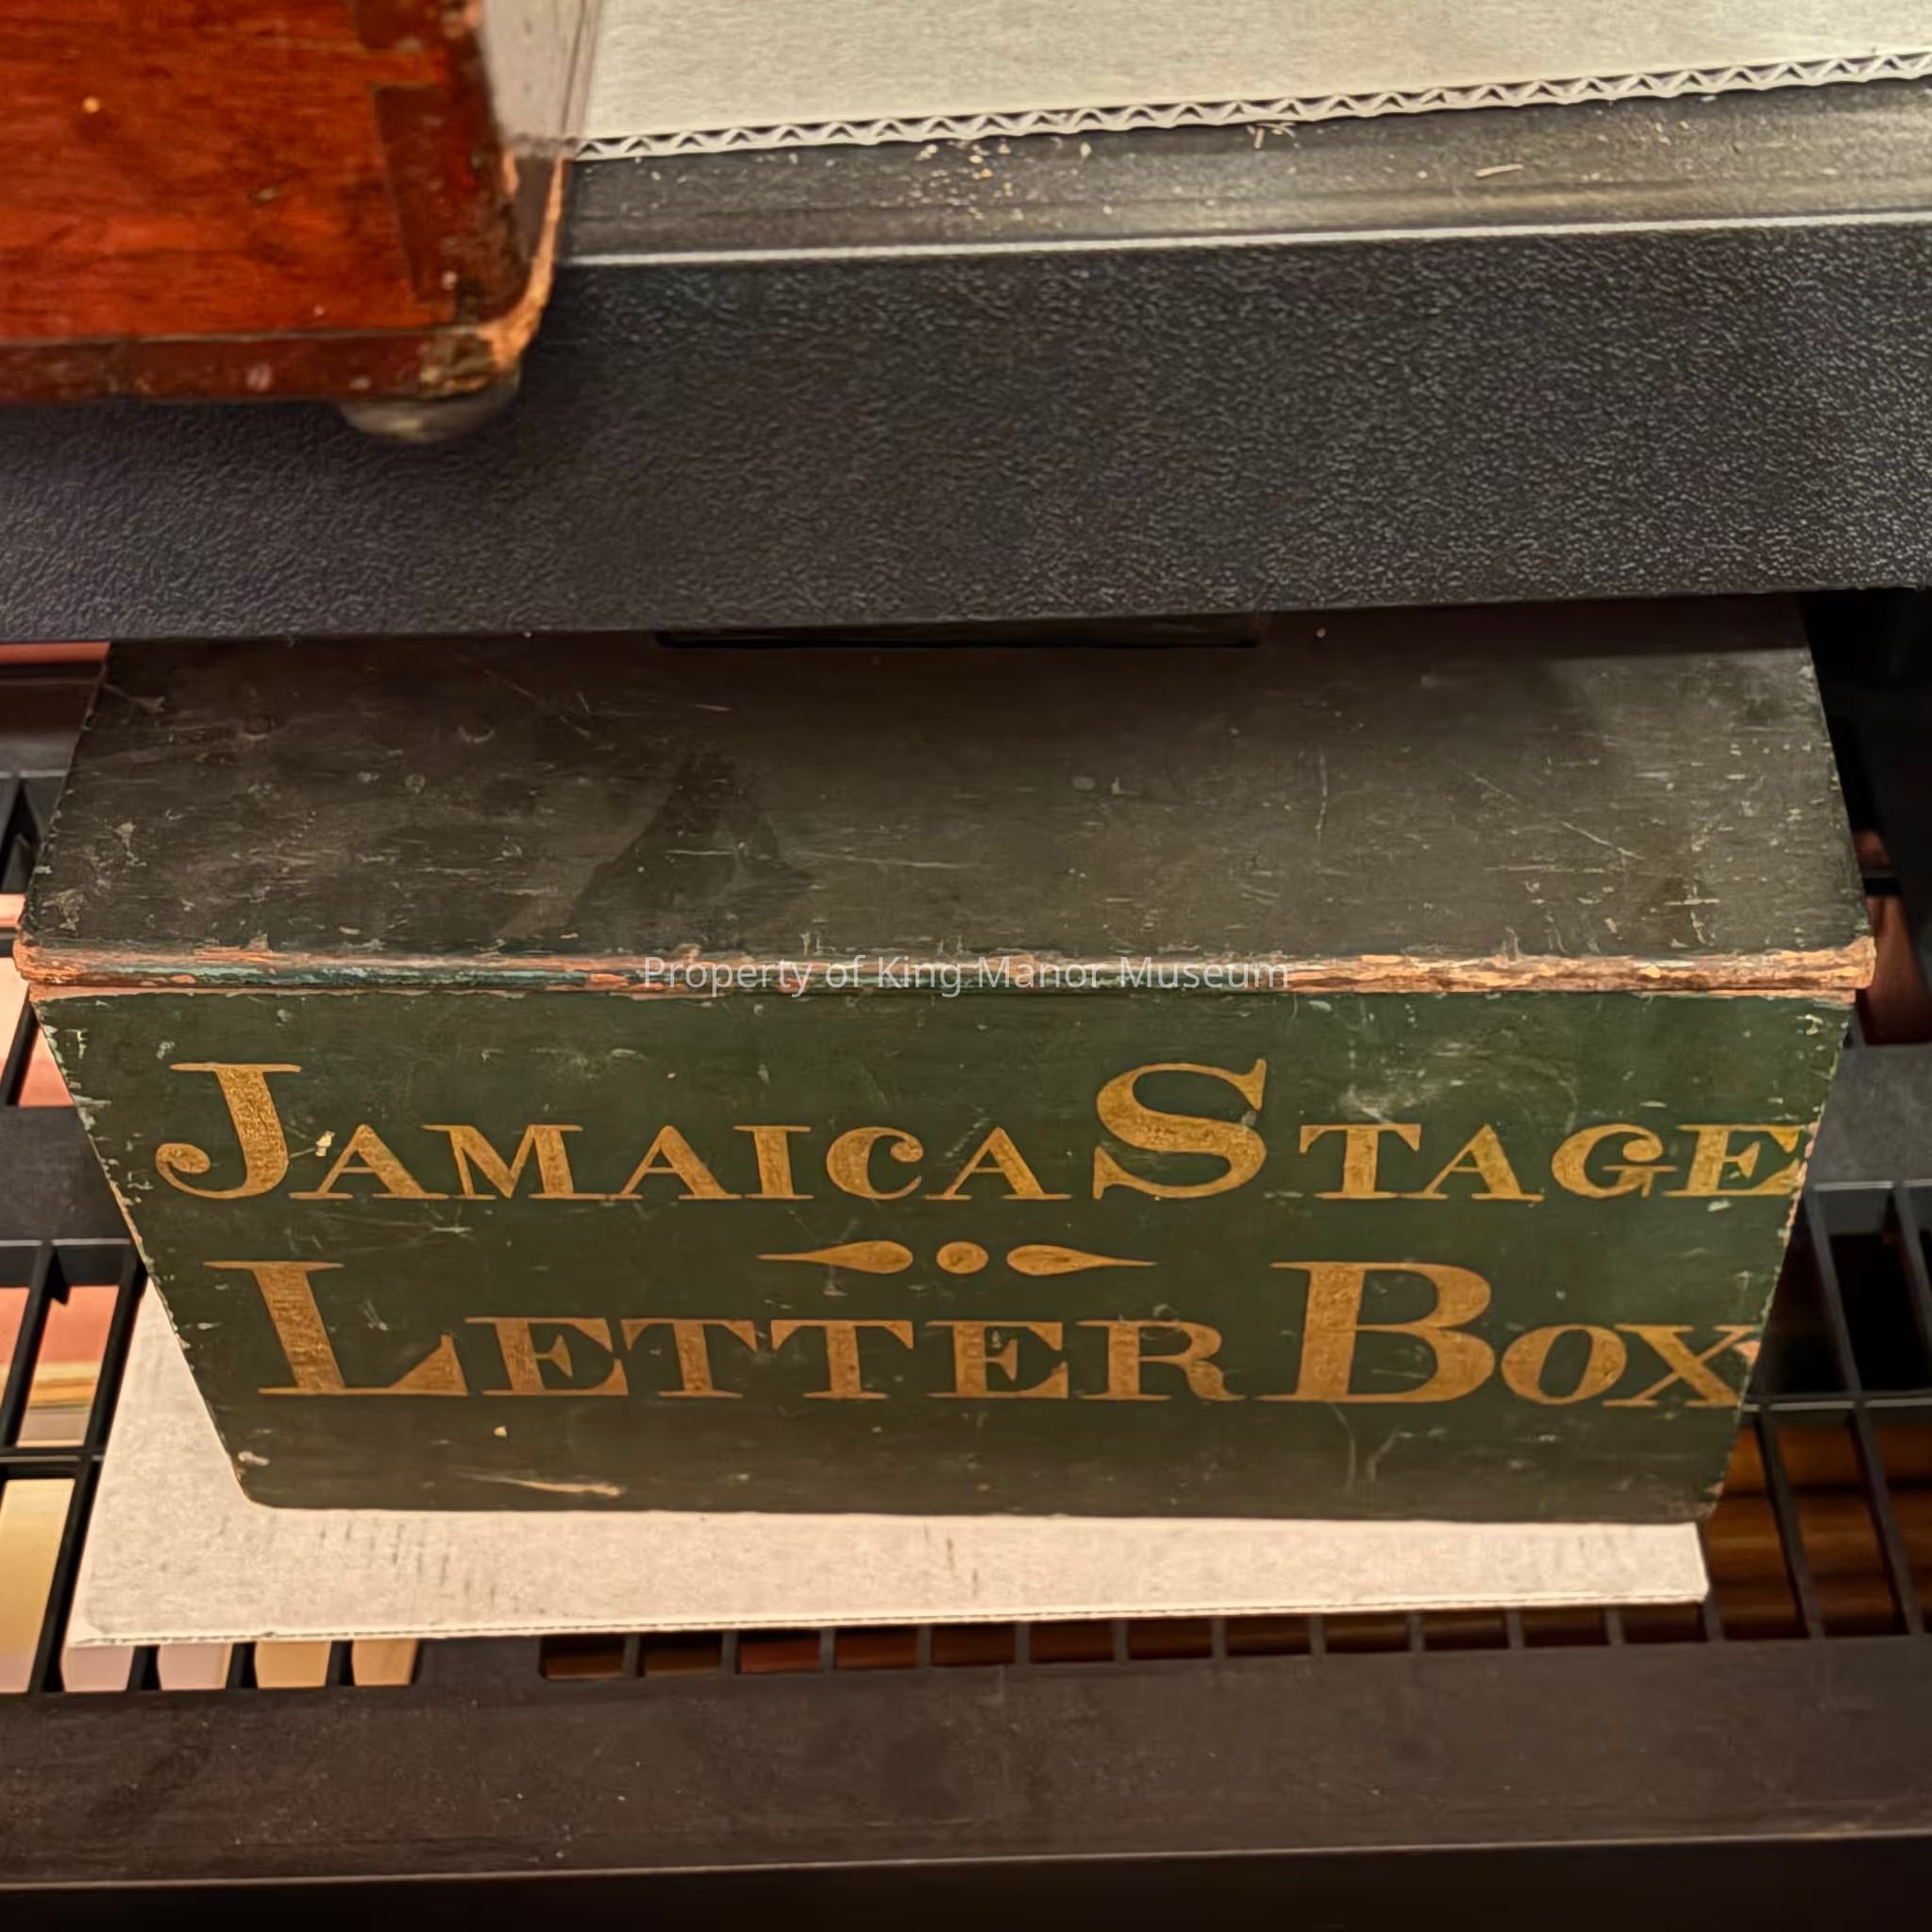 Property of King Manor Museum
JAMAICA STAGE
LETTER BOX